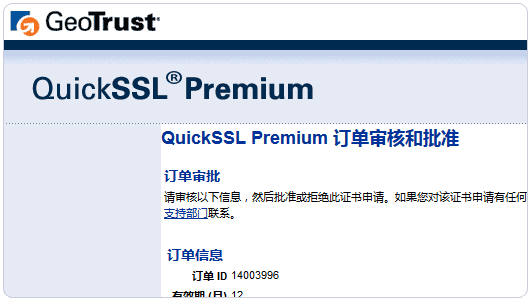 GeoTrust®
QuickSSL®Premium
QuickSSL Premium 订单审核和批准
订单审批
请审核以下信息，然后批准或拒绝此证书申请。如果您对该证书申请有任何
支持部门联系。
订单信息
订单 ID 14003996
有效期 (月) 12